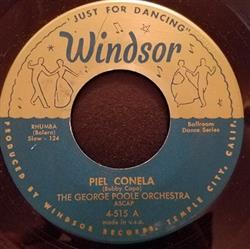 "JUST FOR DANCING"
Windsor
RHUMBA
(Bolero)
Slow - 124
Ballroom
Dance Series
PIEL CONELA
(Bobby Capo)
THE GEORGE POOLE ORCHESTRA
ASCAP
4-515 A
made in u.s.a.
PRODUCED BY WINDSOR RECORDS, TEMPLE CITY, CALIF.